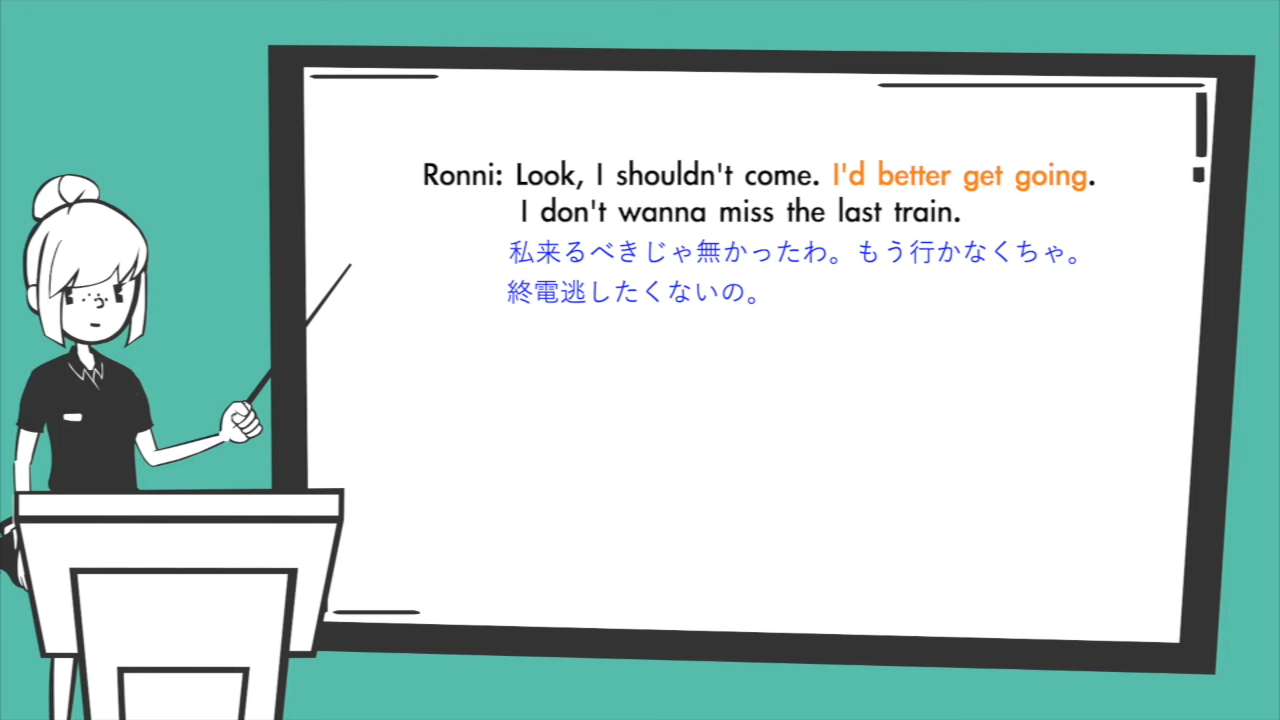 Ronni: Look, I shouldn't come. I'd better get going.
I don't wanna miss the last train.
私来るべきじゃ無かったわ。もう行かなくちゃ。
終電逃したくないの。